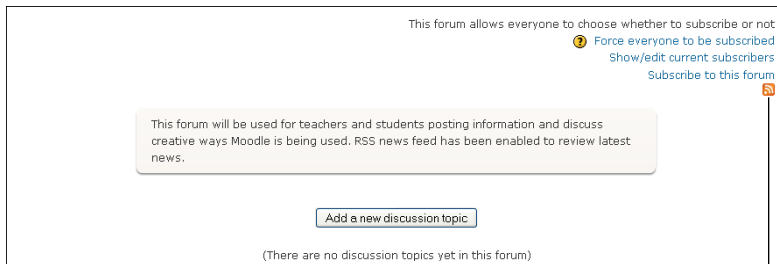 This forum allows everyone to choose whether to subscribe or not
Force everyone to be subscribed
Show/edit current subscribers
Subscribe to this forum
This forum will be used for teachers and students posting information and discuss
creative ways Moodle is being used. RSS news feed has been enabled to review latest
news.
Add a new discussion topic
(There are no discussion topics yet in this forum)